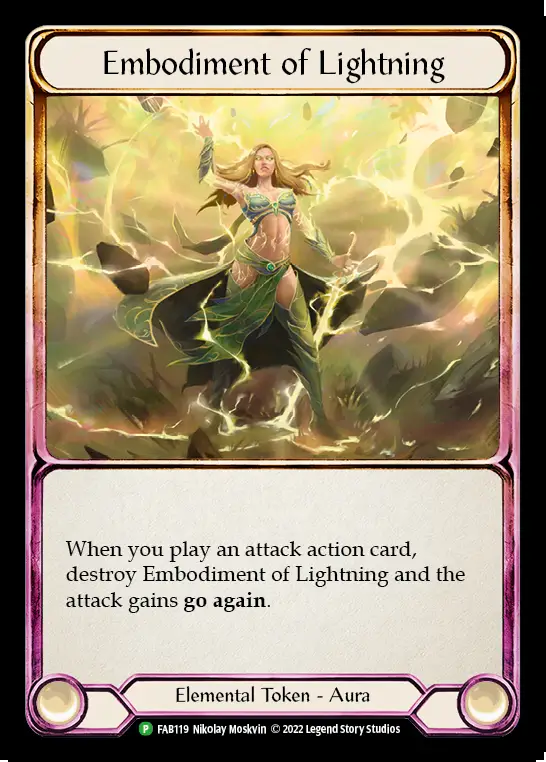 Embodiment of Lightning
When you play an attack action card,
destroy Embodiment of Lightning and the
attack gains go again.
Elemental Token - Aura
P FAB119 Nikolay Moskvin © 2022 Legend Story Studios